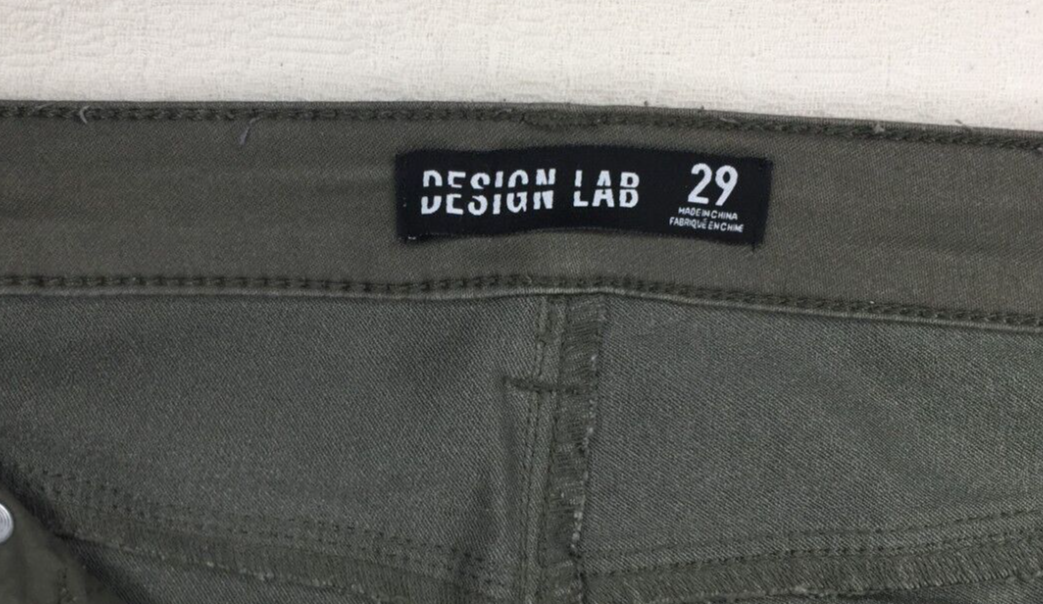 DESIGN LAB 29
MADE IN CHINA
FABRIQUÉ EN CHINE